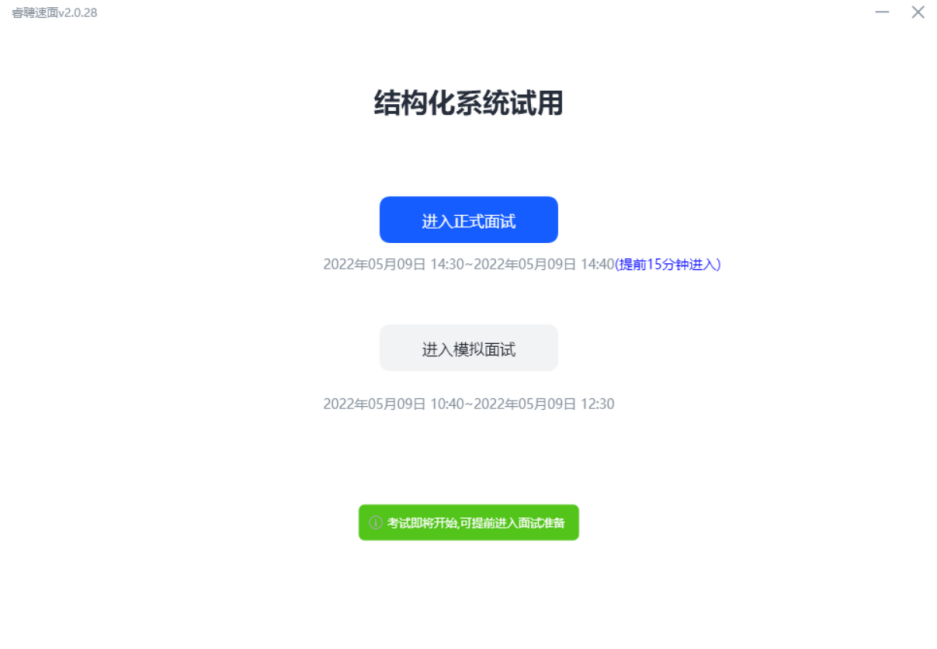 睿聘速面v2.0.28
结构化系统试用
进入正式面试
2022年05月09日 14:30~2022年05月09日 14:40(提前15分钟进入)
进入模拟面试
2022年05月09日 10:40~2022年05月09日 12:30
考试即将开始,可提前进入面试准备